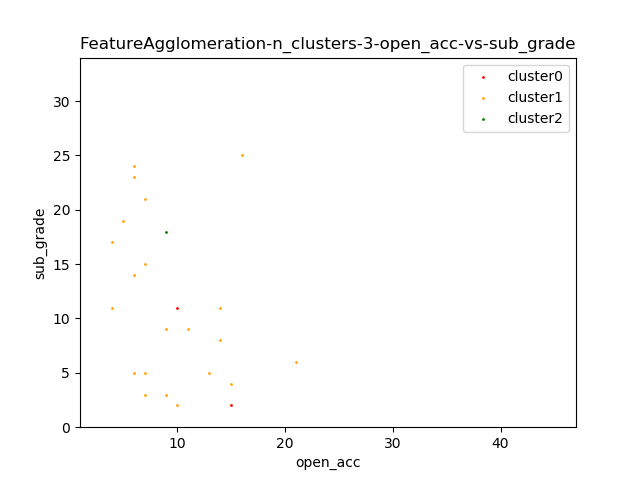 FeatureAgglomeration-n_clusters-3-open_acc-vs-sub_grade
cluster0
cluster1
cluster2
30
25
20
15
10
5
0
sub_grade
10 20 30 40
open_acc